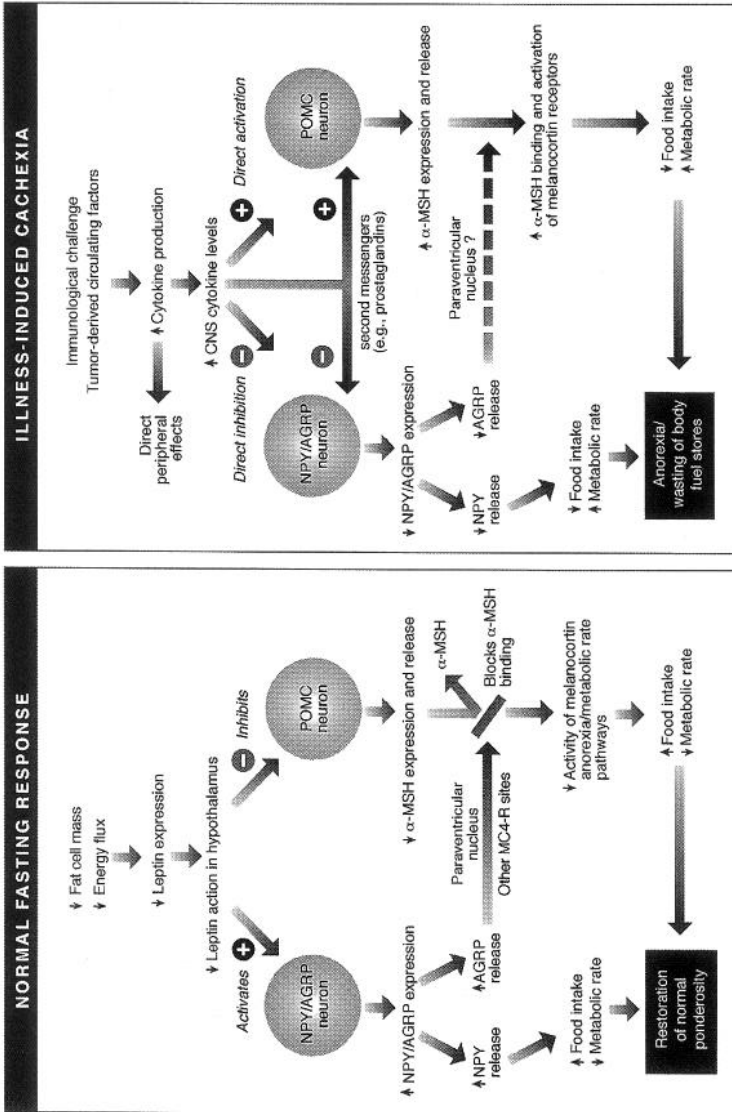 NORMAL FASTING RESPONSE
↓ Fat cell mass
↓ Energy flux
↓ Leptin expression
↓ Leptin action in hypothalamus
Activates
+
−
Inhibits
NPY/AGRP
neuron
POMC
neuron
↑ NPY/AGRP expression
↓ α-MSH expression and release
↑ NPY
release
↑ AGRP
release
Paraventricular
nucleus
Other MC4-R sites
α-MSH
Blocks α-MSH
binding
↓ Activity of melanocortin
anorexia/metabolic rate
pathways
↑ Food intake
↓ Metabolic rate
↑ Food intake
↓ Metabolic rate
Restoration
of normal
ponderosity
ILLNESS-INDUCED CACHEXIA
Immunological challenge
Tumor-derived circulating factors
Direct
peripheral
effects
↑ Cytokine production
↑ CNS cytokine levels
Direct inhibition
−
+
Direct activation
NPY/AGRP
neuron
POMC
neuron
−
+
second messengers
(e.g., prosteglandins)
↓ NPY/AGRP expression
↑ α-MSH expression and release
↓ NPY
release
↓ AGRP
release
Paraventricular
nucleus ?
↑ α-MSH binding and activation
of melanocortin receptors
↓ Food intake
↑ Metabolic rate
↓ Food intake
↑ Metabolic rate
Anorexia/
wasting of body
fuel stores